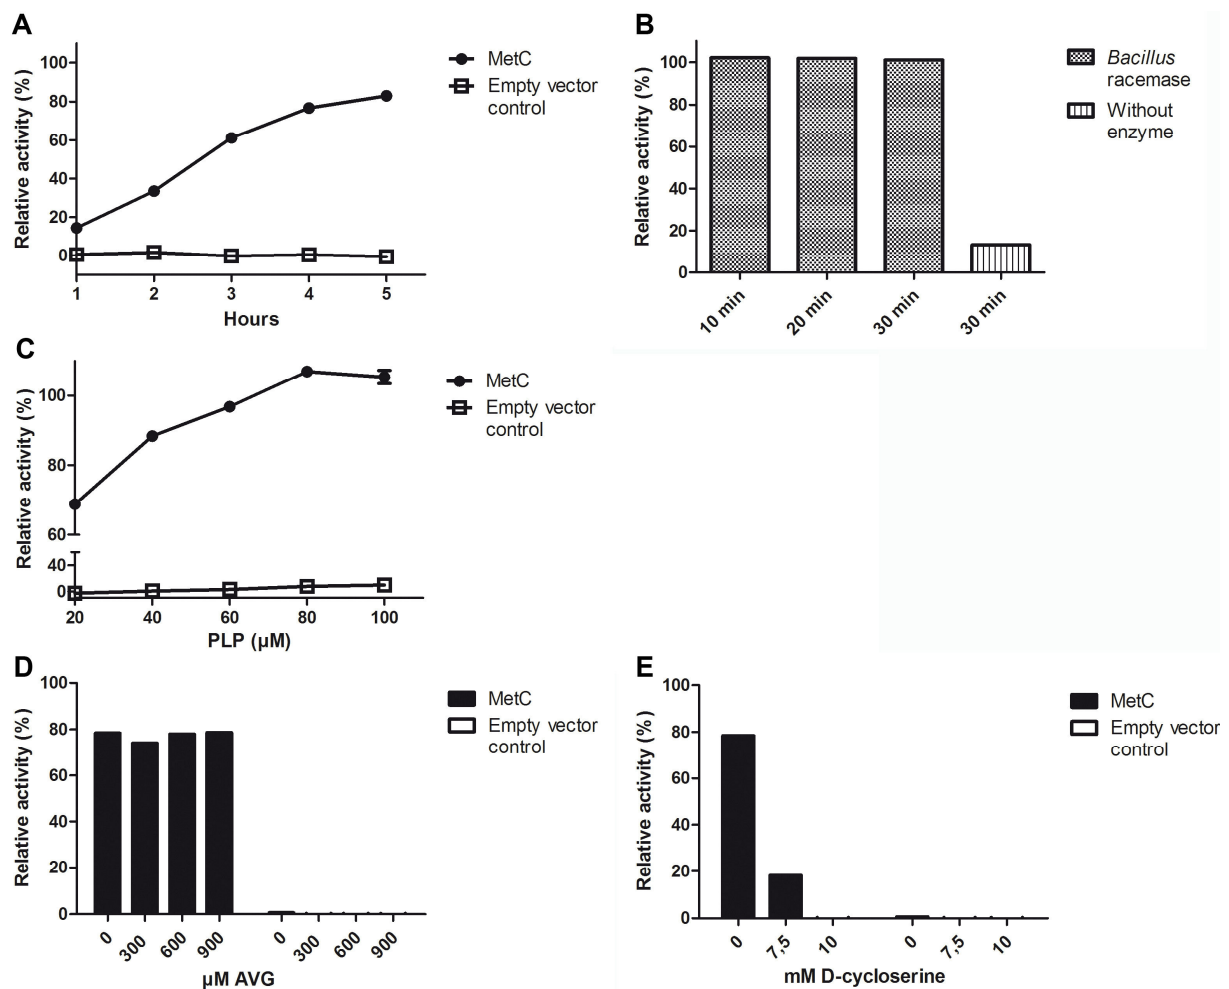 A
Relative activity (%)
100
80
60
40
20
0
1 2 3 4 5
Hours
MetC
Empty vector
control
B
Relative activity (%)
100
80
60
40
20
0
10 min 20 min 30 min 30 min
Bacillus
racemase
Without
enzyme
C
Relative activity (%)
100
80
60
40
0
20 40 60 80 100
PLP (µM)
MetC
Empty vector
control
D
Relative activity (%)
100
80
60
40
20
0
0 300 600 900 0 300 600 900
µM AVG
MetC
Empty vector
control
E
Relative activity (%)
100
80
60
40
20
0
0 7,5 10 0 7,5 10
mM D-cycloserine
MetC
Empty vector
control